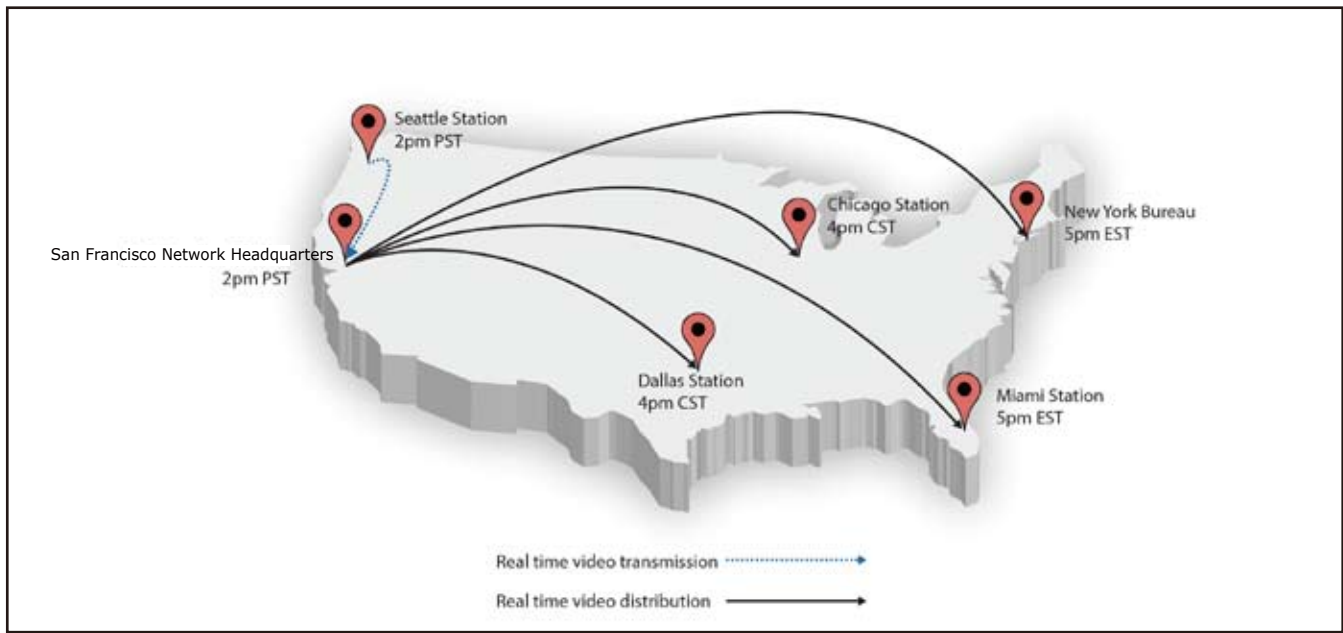 Seattle Station
2pm PST
San Francisco Network Headquarters
2pm PST
Chicago Station
4pm CST
New York Bureau
5pm EST
Dallas Station
4pm CST
Miami Station
5pm EST
Real time video transmission
Real time video distribution